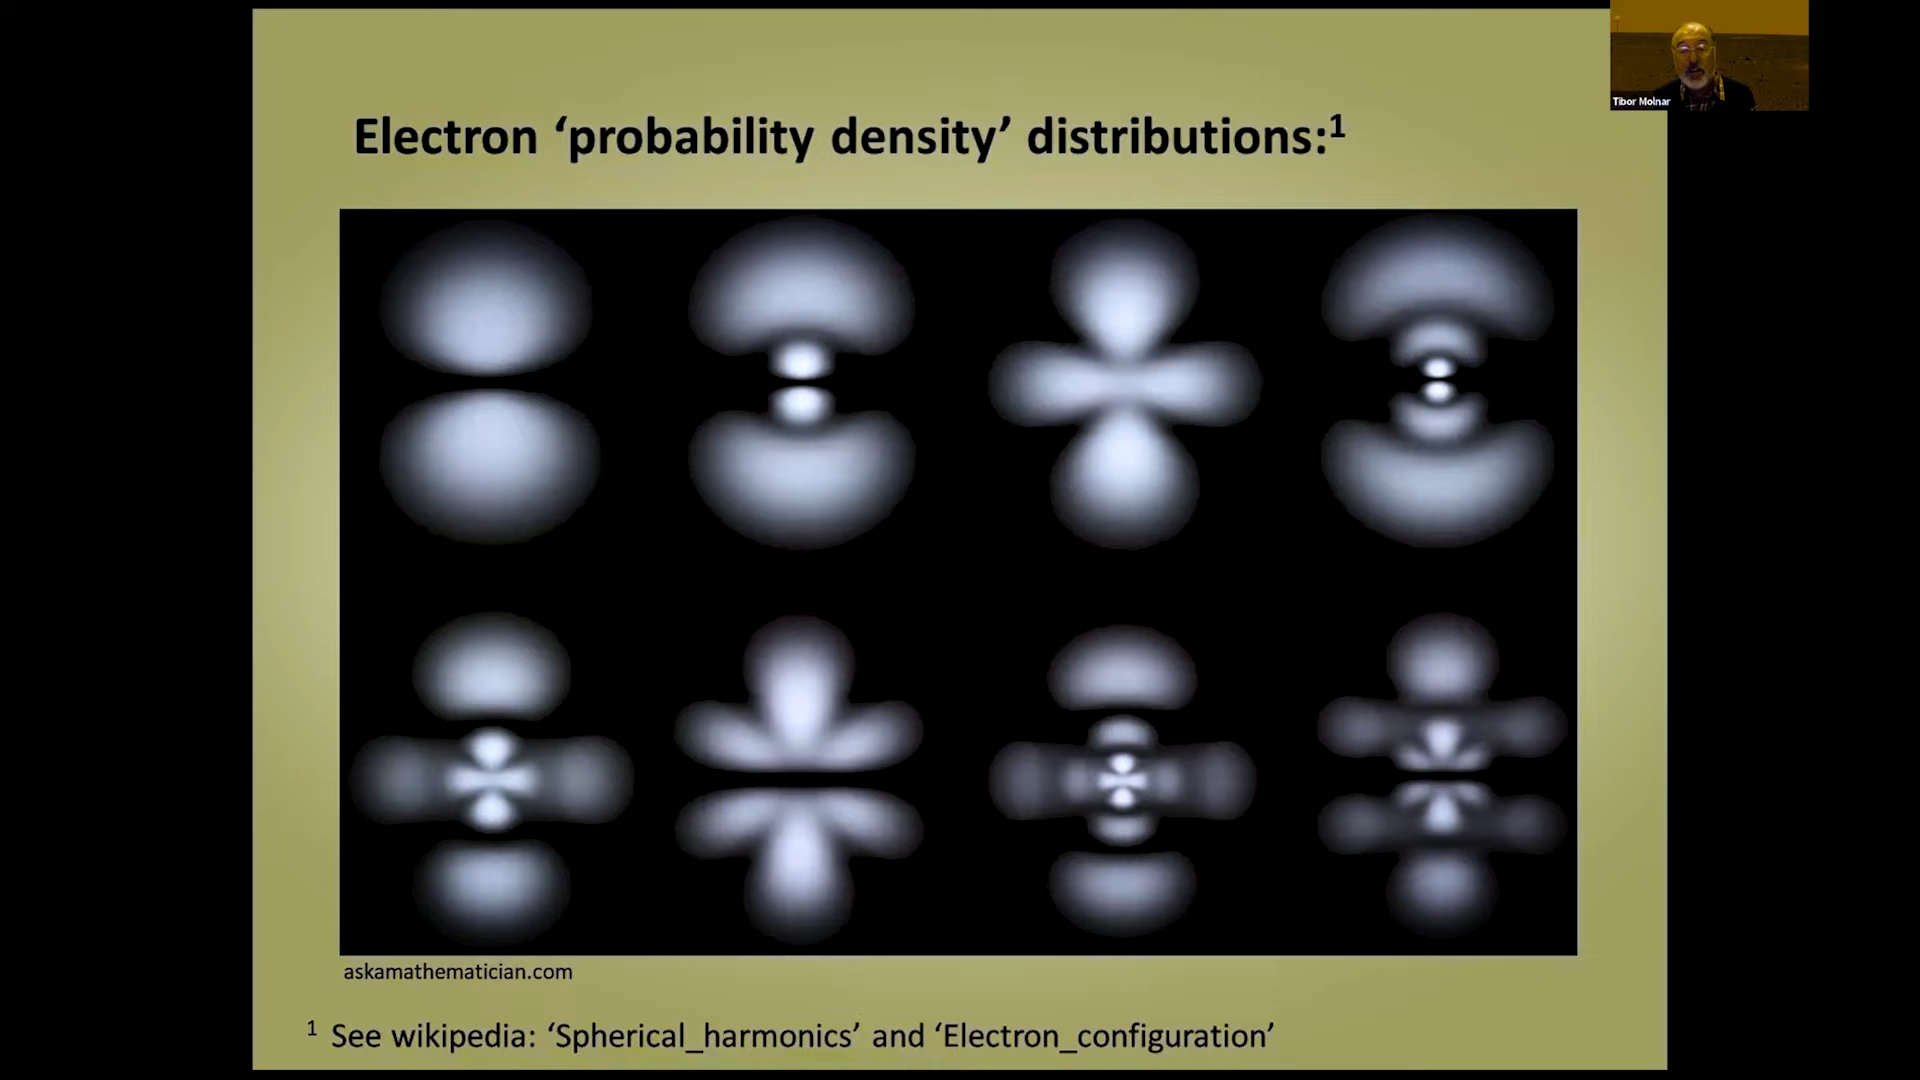 Tibor Molnar
Electron ‘probability density’ distributions:¹
askamathematician.com
¹ See wikipedia: ‘Spherical_harmonics’ and ‘Electron_configuration’